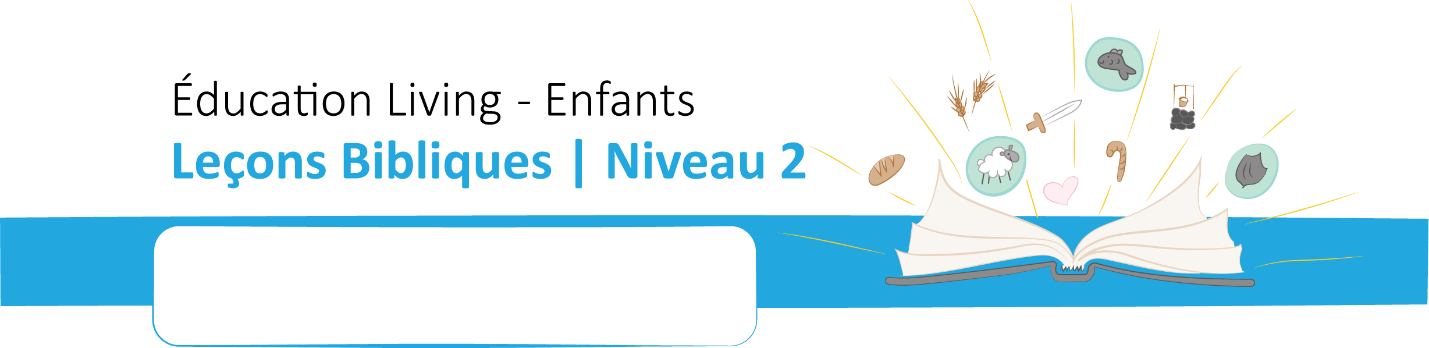 Éducation Living - Enfants
Leçons Bibliques | Niveau 2